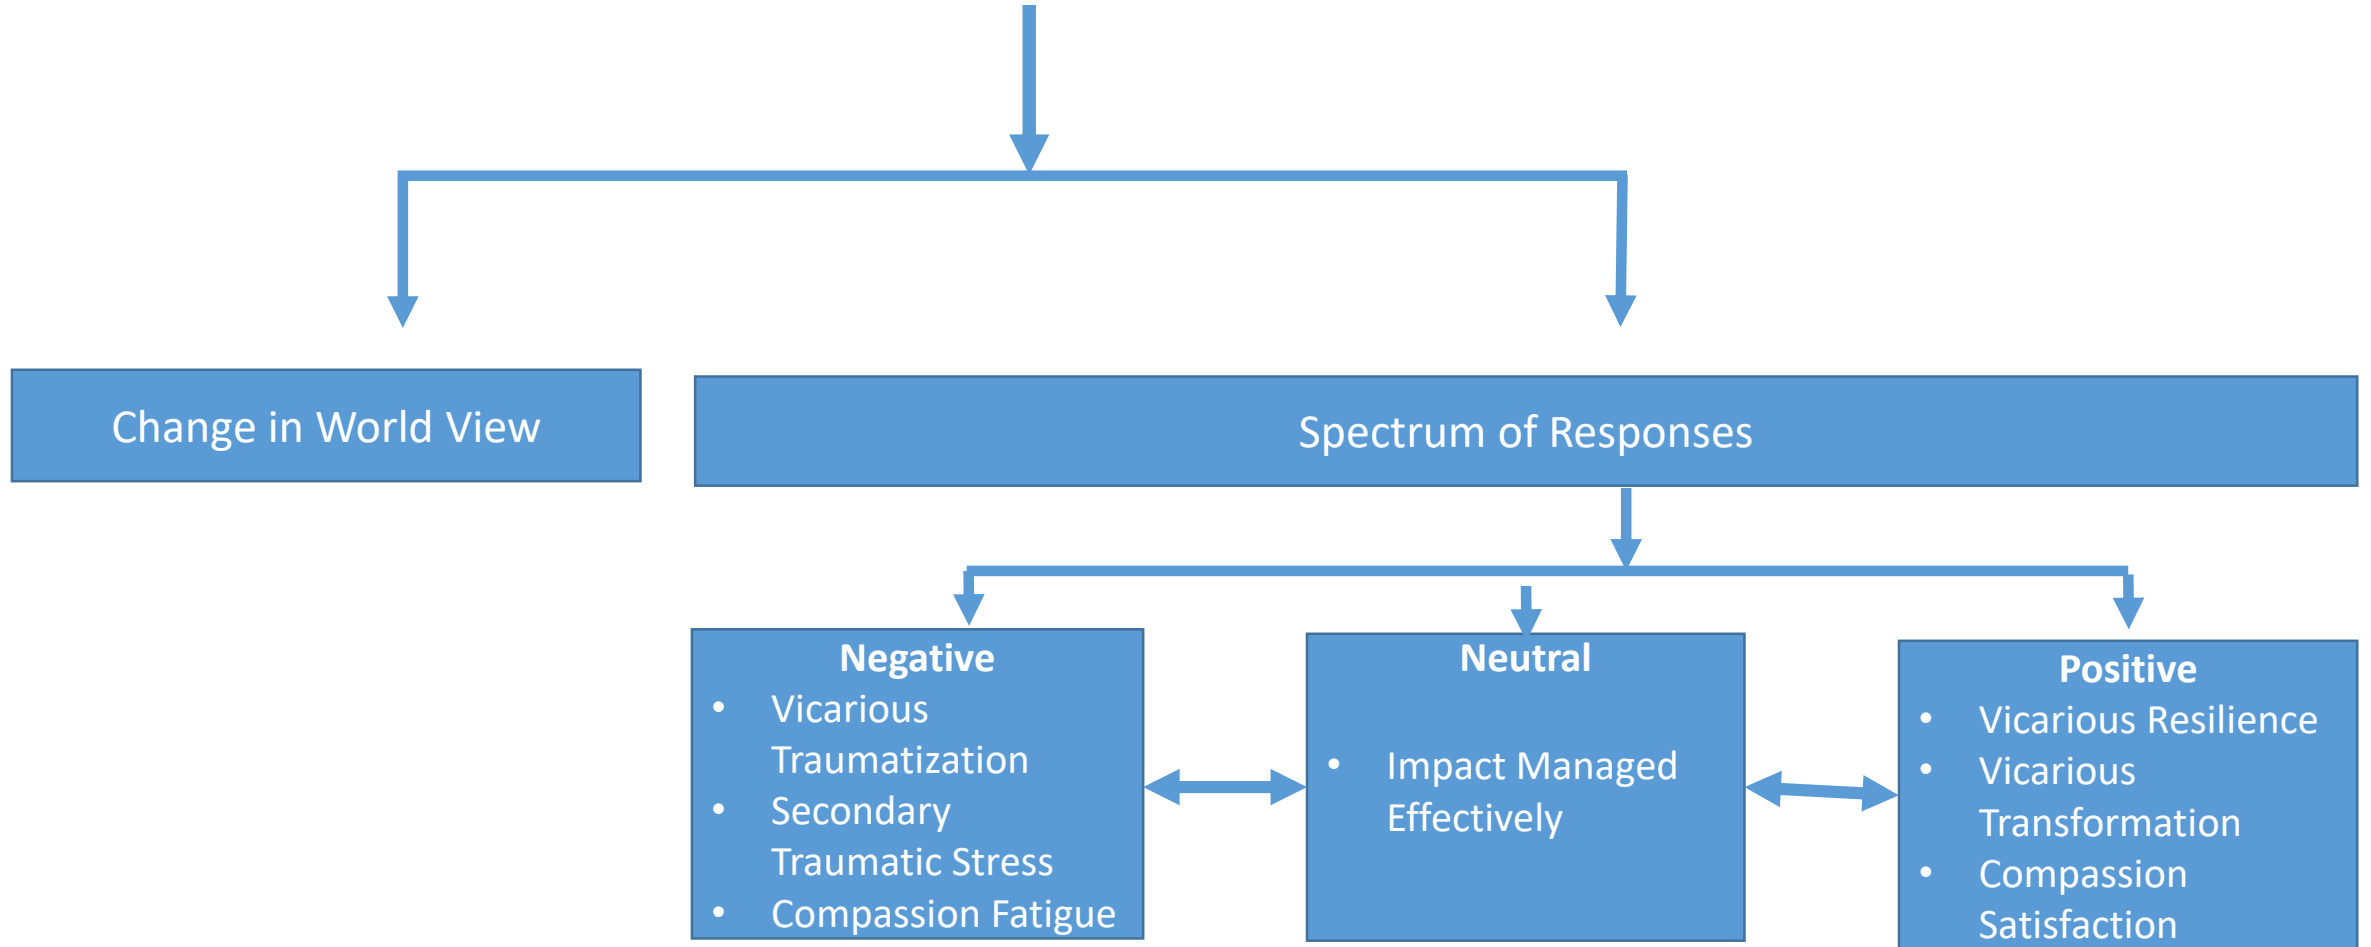 Change in World View
Spectrum of Responses
Negative
• Vicarious
Traumatization
• Secondary
Traumatic Stress
• Compassion Fatigue
Neutral
• Impact Managed
Effectively
Positive
• Vicarious Resilience
• Vicarious
Transformation
• Compassion
Satisfaction